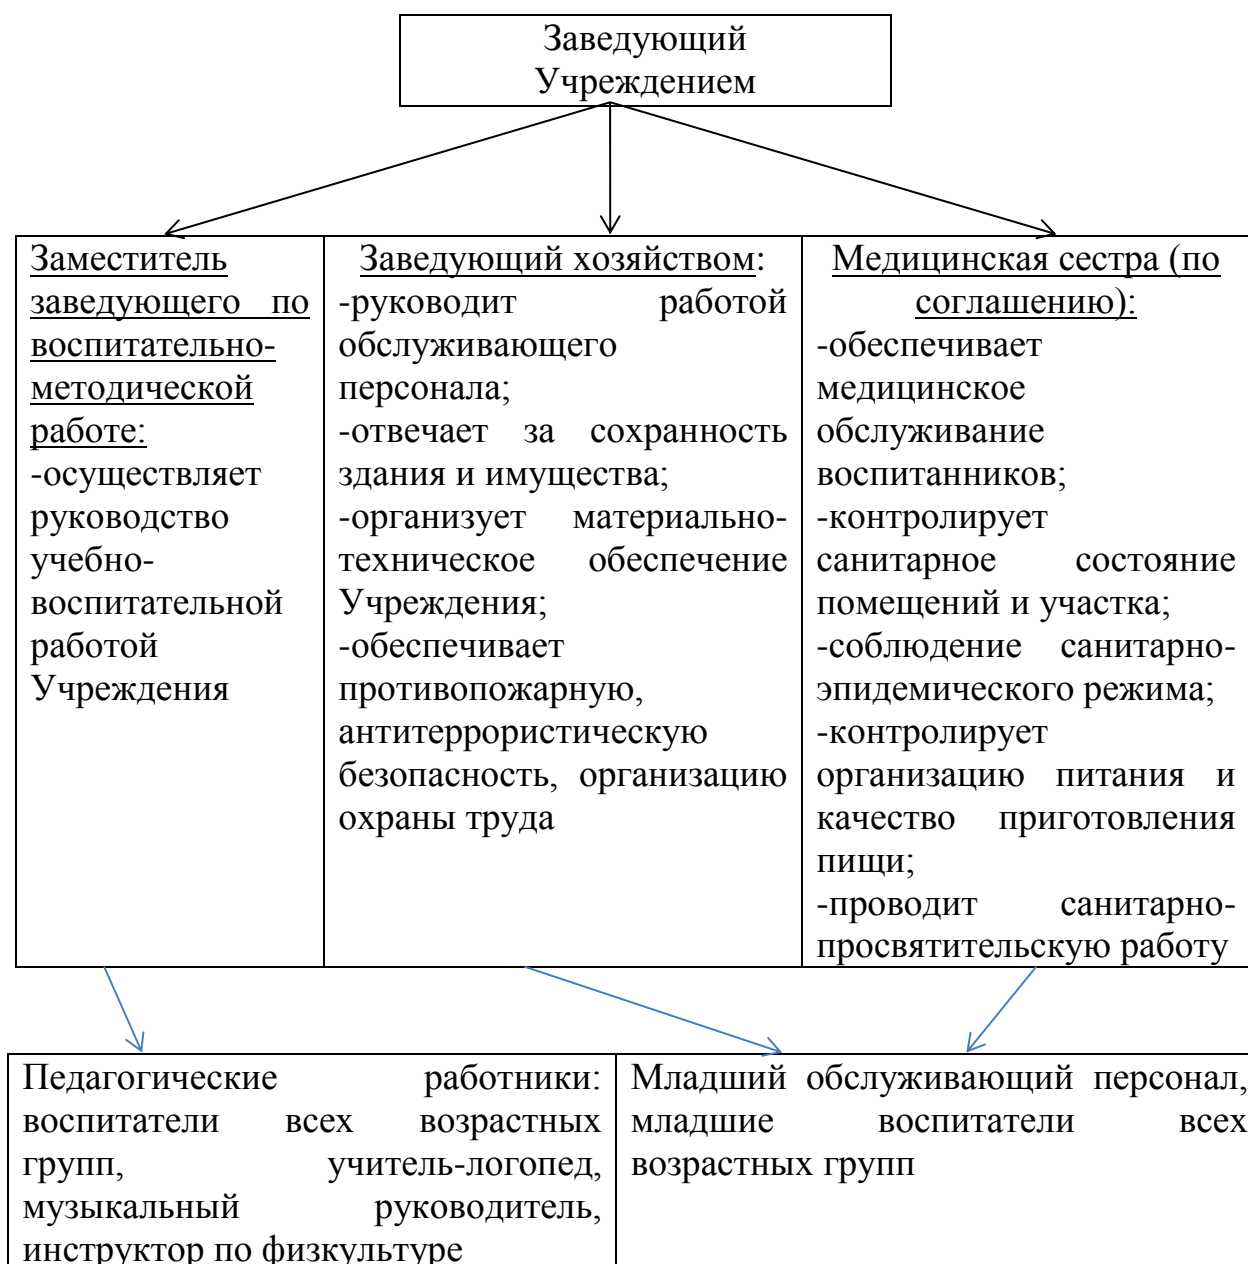 Заведующий
Учреждением
Заместитель
заведующего по
воспитательно-
методической
работе:
-осуществляет
руководство
учебно-
воспитательной
работой
Учреждения
Заведующий хозяйством:
-руководит работой
обслуживающего
персонала;
-отвечает за сохранность
здания и имущества;
-организует материально-
техническое обеспечение
Учреждения;
-обеспечивает
противопожарную,
антитеррористическую
безопасность, организацию
охраны труда
Медицинская сестра (по
соглашению):
-обеспечивает
медицинское
обслуживание
воспитанников;
-контролирует
санитарное состояние
помещений и участка;
-соблюдение санитарно-
эпидемического режима;
-контролирует
организацию питания и
качество приготовления
пищи;
-проводит санитарно-
просвятительскую работу
Педагогические работники:
воспитатели всех возрастных
групп, учитель-логопед,
музыкальный руководитель,
инструктор по физкультуре
Младший обслуживающий персонал,
младшие воспитатели всех
возрастных групп